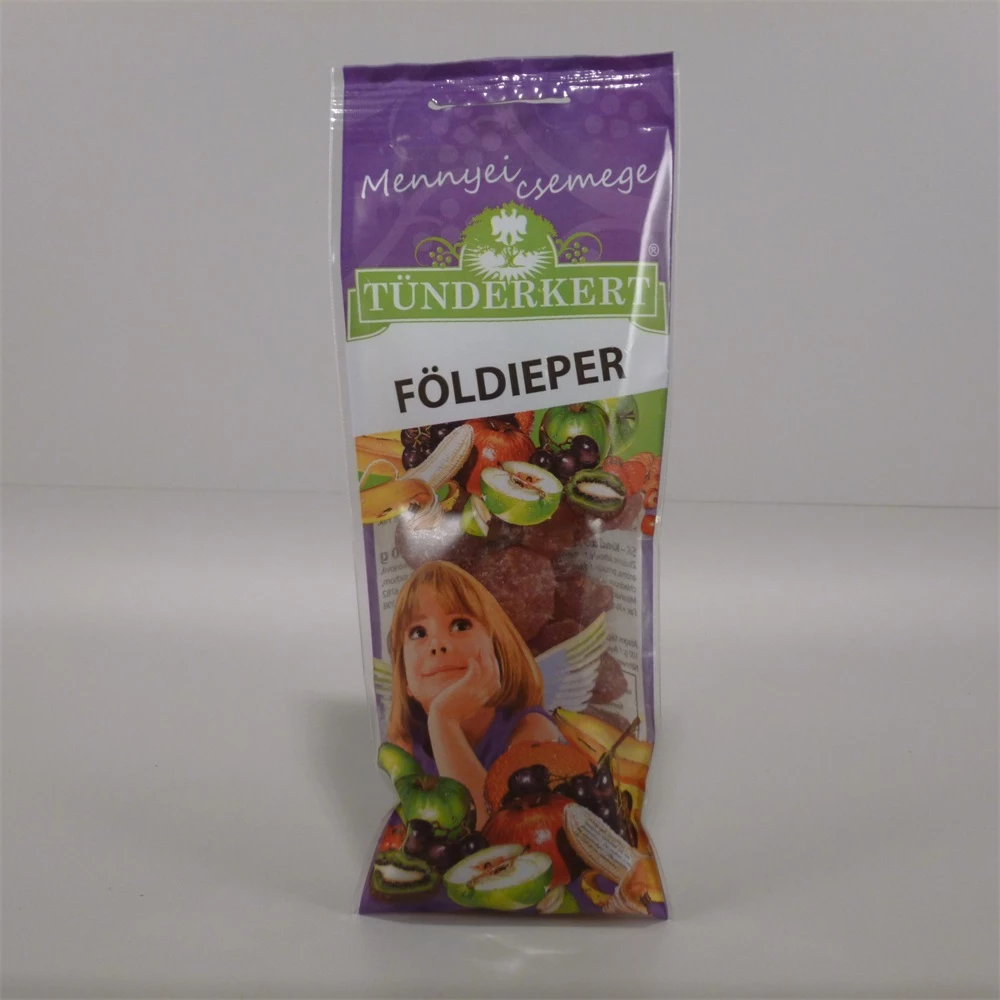 Mennyei csemege
TÜNDERKERT
®
FÖLDIEPER